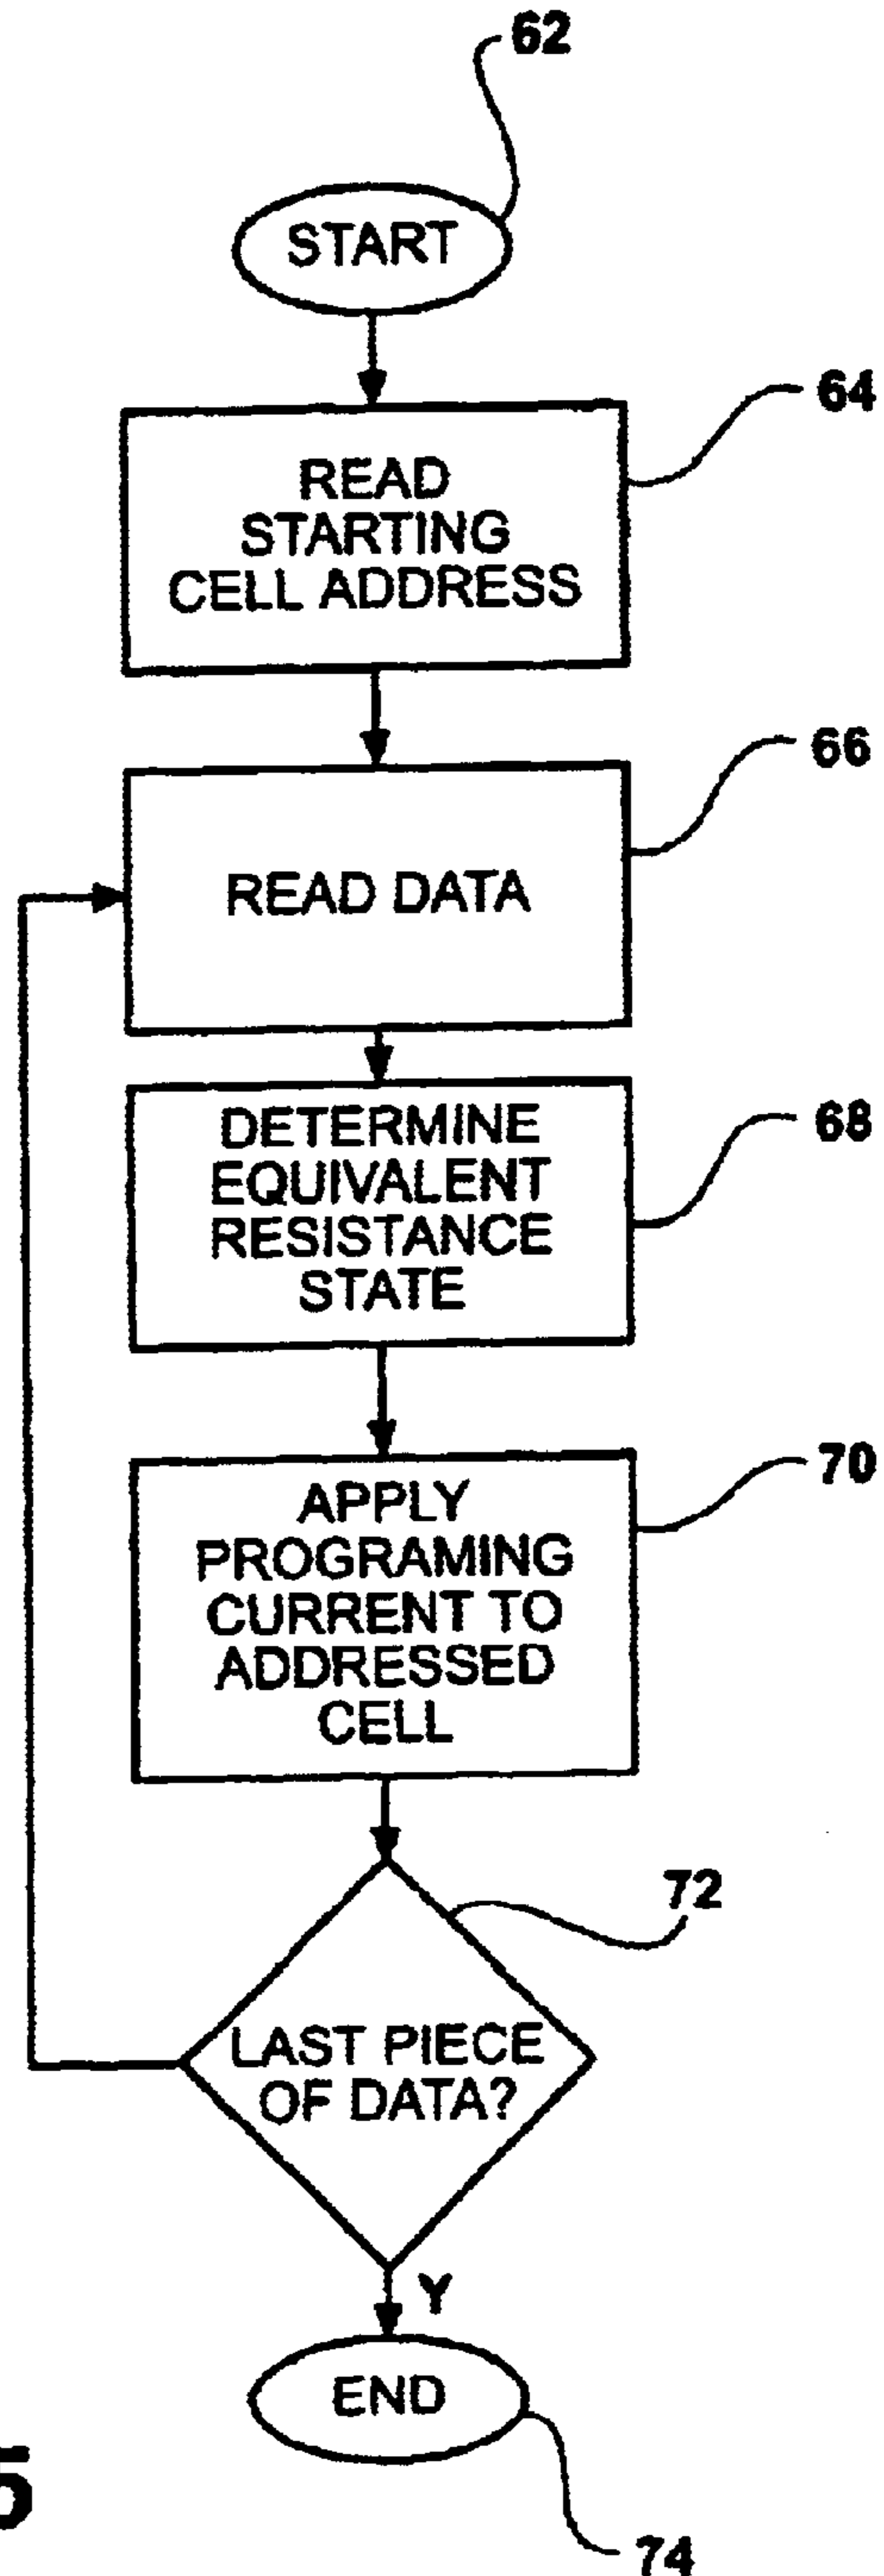 62
START
64
READ
STARTING
CELL ADDRESS
66
READ DATA
68
DETERMINE
EQUIVALENT
RESISTANCE
STATE
70
APPLY
PROGRAMING
CURRENT TO
ADDRESSED
CELL
72
LAST PIECE
OF DATA?
Y
END
5
74